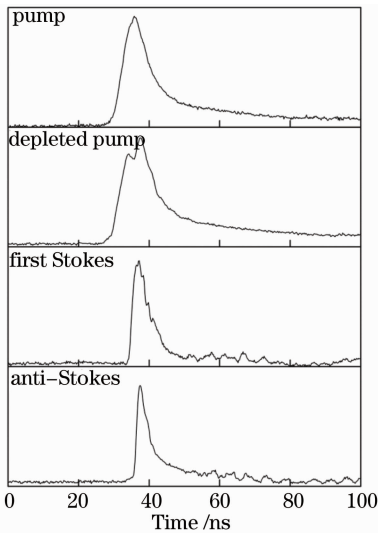 pump
depleted pump
first Stokes
anti-Stokes
0 20 40 60 80 100
Time /ns